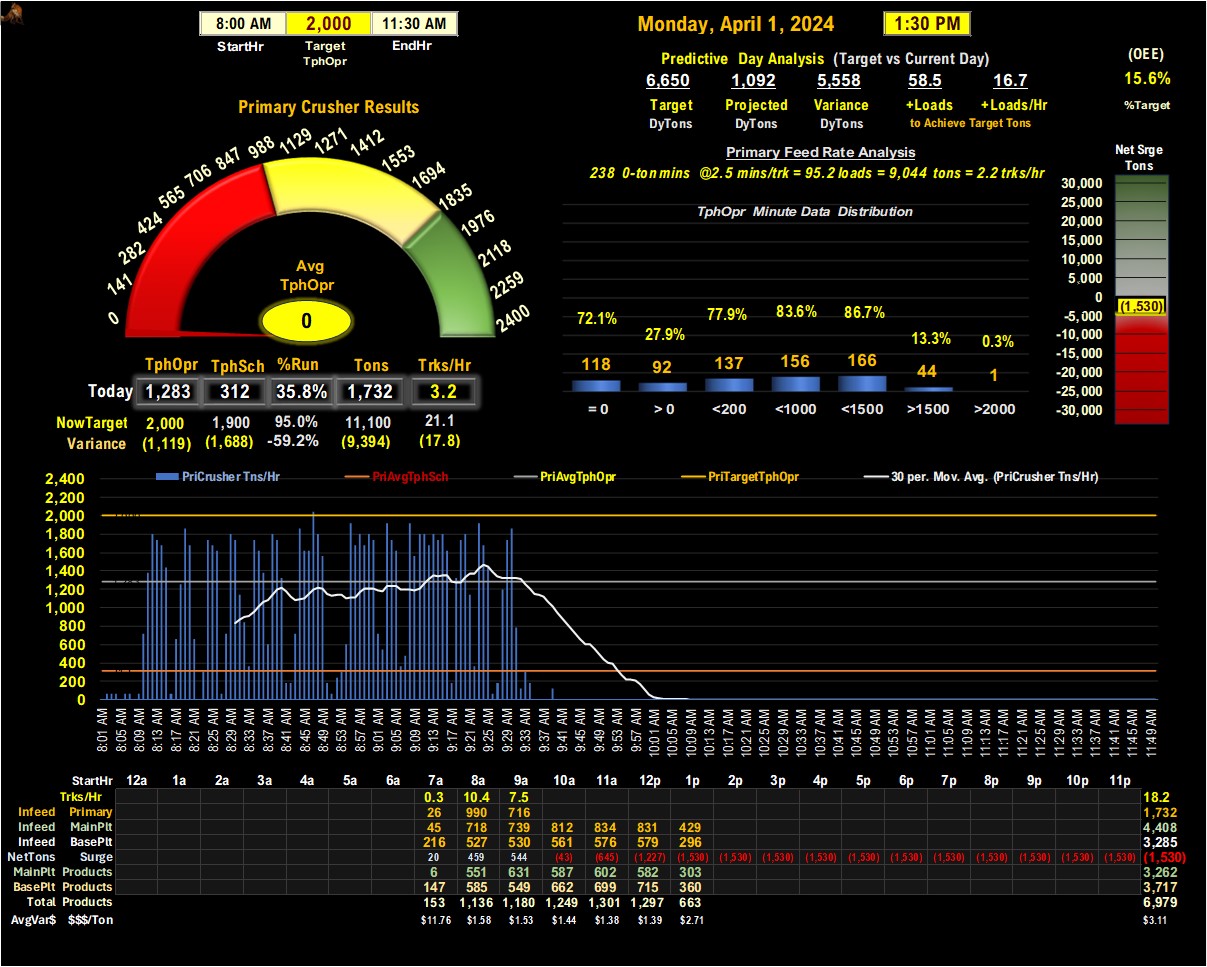 8:00 AM 2,000 11:30 AM
StartHr Target TphOpr EndHr
Monday, April 1, 2024 1:30 PM
Predictive Day Analysis (Target vs Current Day)
6,650 1,092 5,558 58.5 16.7
Target Projected Variance +Loads +Loads/Hr
DyTons DyTons DyTons to Achieve Target Tons
(OEE)
15.6%
%Target
Primary Crusher Results
0 141 282 424 565 706 847 988 1129 1271 1412 1553 1694 1835 1976 2118 2259 2400
Avg
TphOpr
0
TphOpr TphSch %Run Tons Trks/Hr
Today 1,283 312 35.8% 1,732 3.2
NowTarget 2,000 1,900 95.0% 11,100 21.1
Variance (1,119) (1,688) -59.2% (9,394) (17.8)
Primary Feed Rate Analysis
238 0-ton mins @2.5 mins/trk = 95.2 loads = 9,044 tons = 2.2 trks/hr
TphOpr Minute Data Distribution
72.1% 27.9% 77.9% 83.6% 86.7% 13.3% 0.3%
118 92 137 156 166 44 1
= 0 > 0 <200 <1000 <1500 >1500 >2000
Net Srge
Tons
30,000
25,000
20,000
15,000
10,000
5,000
0
(1,530)
-5,000
-10,000
-15,000
-20,000
-25,000
-30,000
PriCrusher Tns/Hr PriAvgTphSch PriAvgTphOpr PriTargetTphOpr 30 per. Mov. Avg. (PriCrusher Tns/Hr)
2,400
2,200
2,000
1,800
1,600
1,400
1,200
1,000
800
600
400
200
0
8:01 AM 8:05 AM 8:09 AM 8:13 AM 8:17 AM 8:21 AM 8:25 AM 8:29 AM 8:33 AM 8:37 AM 8:41 AM 8:45 AM 8:49 AM 8:53 AM 9:05 AM 9:09 AM 9:13 AM 9:17 AM 9:21 AM 9:25 AM 9:29 AM 9:33 AM 9:41 AM 9:45 AM 9:49 AM 9:53 AM 9:57 AM 10:01 AM 10:05 AM 10:09 AM 10:13 AM 10:17 AM 10:21 AM 10:25 AM 10:29 AM 10:33 AM 10:37 AM 10:41 AM 10:45 AM 10:49 AM 10:53 AM 10:57 AM 11:01 AM 11:05 AM 11:09 AM 11:13 AM 11:17 AM 11:21 AM 11:25 AM 11:29 AM 11:33 AM 11:37 AM 11:41 AM 11:45 AM 11:49 AM
StartHr 12a 1a 2a 3a 4a 5a 6a 7a 8a 9a 10a 11a 12p 1p 2p 3p 4p 5p 6p 7p 8p 9p 10p 11p
Trks/Hr 0.3 10.4 7.5 18.2
Infeed Primary 26 990 716 1,732
Infeed MainPlt 45 718 739 812 834 831 429 4,408
Infeed BasePlt 216 527 530 561 576 579 296 3,285
NetTons Surge 20 459 544 (43) (645) (1,227) (1,530) (1,530) (1,530) (1,530) (1,530) (1,530) (1,530) (1,530) (1,530) (1,530) (1,530) (1,530)
MainPlt Products 6 551 631 587 602 582 303 3,262
BasePlt Products 147 585 549 662 699 715 360 3,717
Total Products 153 1,136 1,180 1,249 1,301 1,297 663 6,979
AvgVar$ $$$/Ton $11.76 $1.58 $1.53 $1.44 $1.38 $1.39 $2.71 $3.11